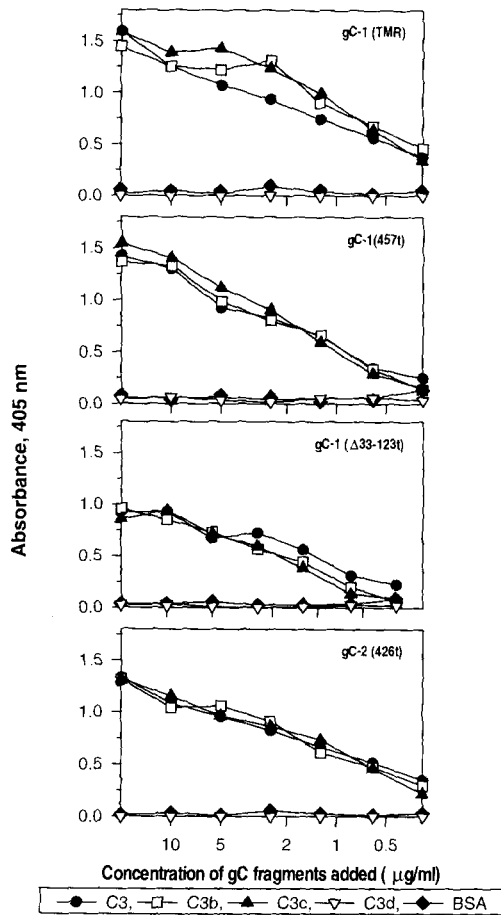 gC-1 (TMR)
1.5
1.0
0.5
0.0
gC-1(457t)
1.5
1.0
0.5
0.0
gC-1 (Δ33-123t)
1.5
1.0
0.5
0.0
gC-2 (426t)
1.5
1.0
0.5
0.0
Absorbance, 405 nm
10 5 2 1 0.5
Concentration of gC fragments added ( μg/ml)
C3, C3b, C3c, C3d, BSA